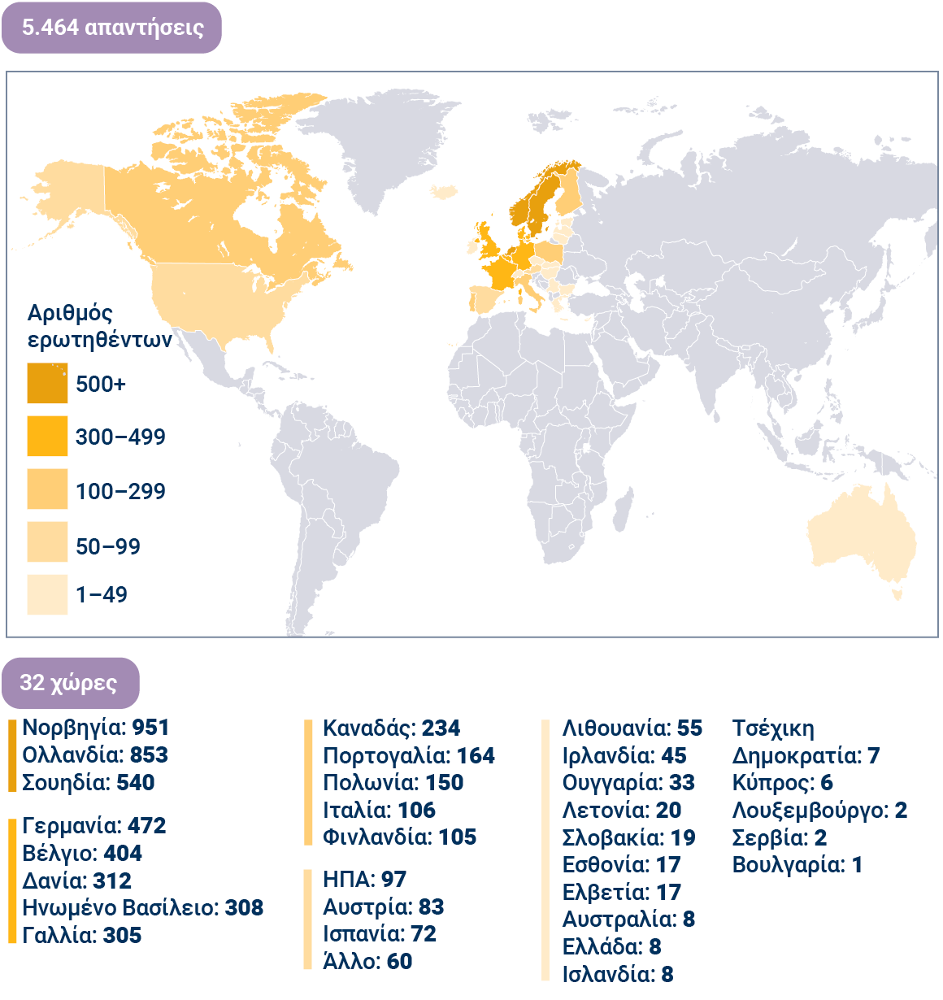 5.464 απαντήσεις
Αριθμός
ερωτηθέντων
500+
300–499
100–299
50–99
1–49
32 χώρες
Νορβηγία: 951
Ολλανδία: 853
Σουηδία: 540
Γερμανία: 472
Βέλγιο: 404
Δανία: 312
Ηνωμένο Βασίλειο: 308
Γαλλία: 305
Καναδάς: 234
Πορτογαλία: 164
Πολωνία: 150
Ιταλία: 106
Φινλανδία: 105
ΗΠΑ: 97
Αυστρία: 83
Ισπανία: 72
Άλλο: 60
Λιθουανία: 55
Ιρλανδία: 45
Ουγγαρία: 33
Λετονία: 20
Σλοβακία: 19
Εσθονία: 17
Ελβετία: 17
Αυστραλία: 8
Ελλάδα: 8
Ισλανδία: 8
Τσέχικη
Δημοκρατία: 7
Κύπρος: 6
Λουξεμβούργο: 2
Σερβία: 2
Βουλγαρία: 1